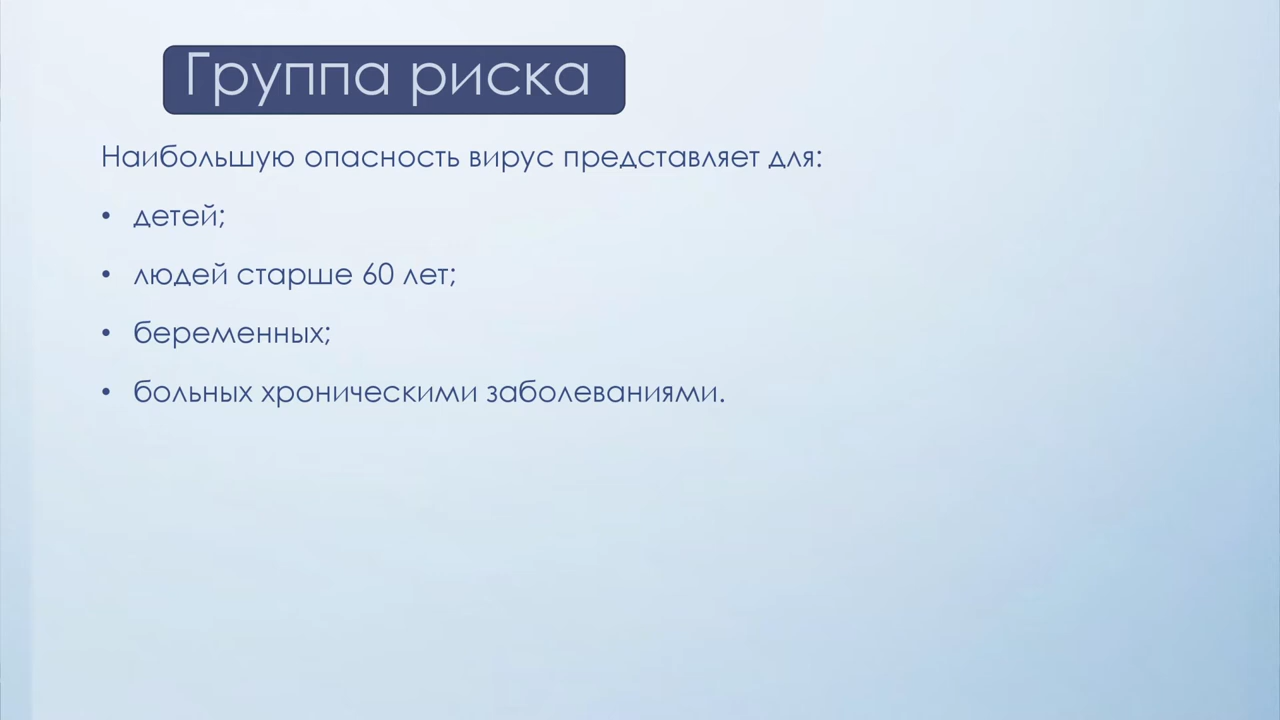 Группа риска
Наибольшую опасность вирус представляет для:
• детей;
• людей старше 60 лет;
• беременных;
• больных хроническими заболеваниями.